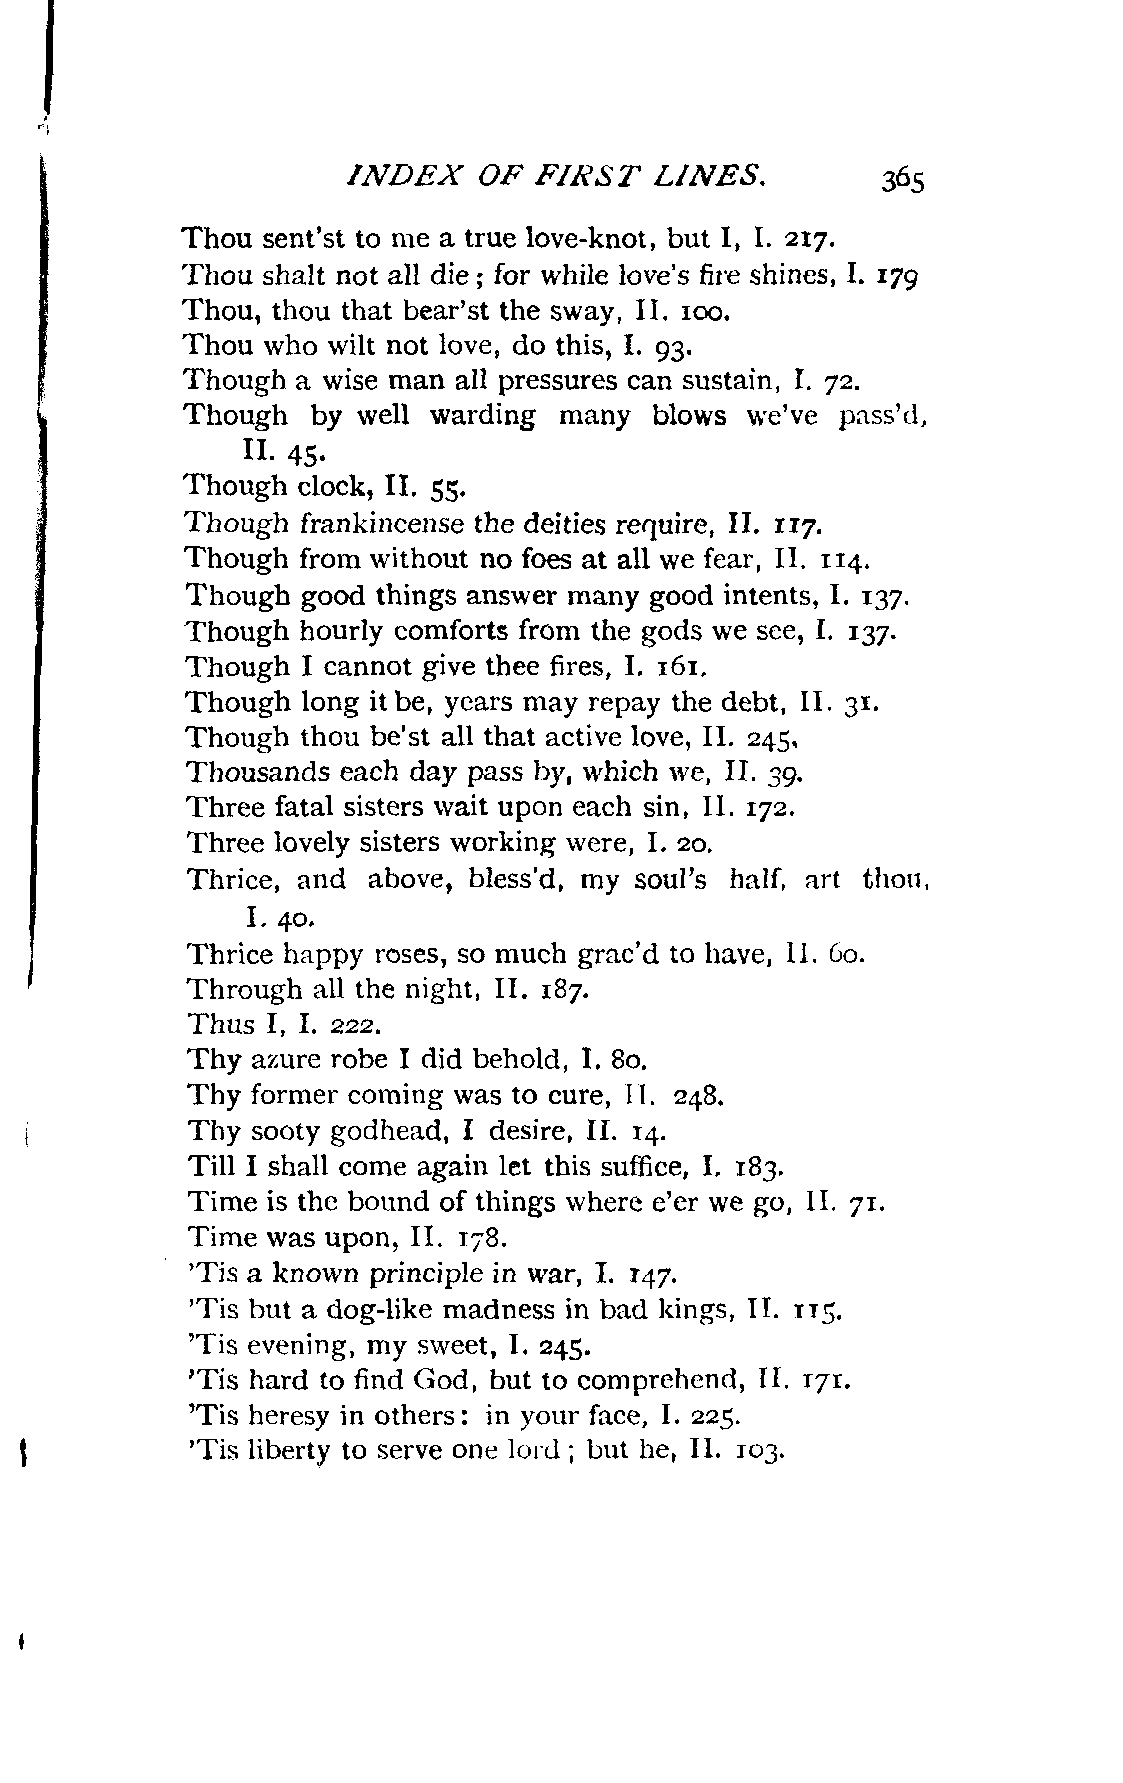 INDEX OF FIRST LINES. 365
Thou sent'st to me a true love-knot, but I, I. 217.
Thou shalt not all die; for while love's fire shines, I. 179
Thou, thou that bear'st the sway, II. 100.
Thou who wilt not love, do this, I. 93.
Though a wise man all pressures can sustain, I. 72.
Though by well warding many blows we've pass'd,
II. 45.
Though clock, II. 55.
Though frankincense the deities require, II. 117.
Though from without no foes at all we fear, II. 114.
Though good things answer many good intents, I. 137.
Though hourly comforts from the gods we see, I. 137.
Though I cannot give thee fires, I. 161.
Though long it be, years may repay the debt, II. 31.
Though thou be'st all that active love, II. 245,
Thousands each day pass by, which we, II. 39.
Three fatal sisters wait upon each sin, II. 172.
Three lovely sisters working were, I. 20.
Thrice, and above, bless'd, my soul's half, art thou,
I. 40.
Thrice happy roses, so much grac'd to have, II. 60.
Through all the night, II. 187.
Thus I, I. 222.
Thy azure robe I did behold, I. 80.
Thy former coming was to cure, II. 248.
Thy sooty godhead, I desire, II. 14.
Till I shall come again let this suffice, I. 183.
Time is the bound of things where e'er we go, II. 71.
Time was upon, II. 178.
'Tis a known principle in war, I. 147.
'Tis but a dog-like madness in bad kings, II. 115.
'Tis evening, my sweet, I. 245.
'Tis hard to find God, but to comprehend, II. 171.
'Tis heresy in others: in your face, I. 225.
'Tis liberty to serve one lord; but he, II. 103.